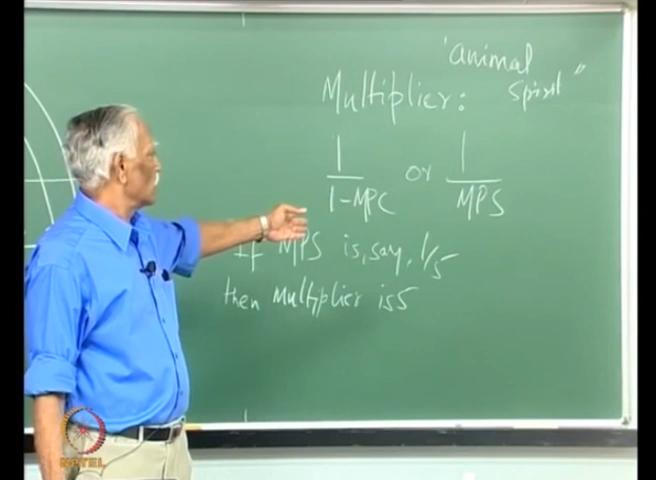 'animal
spirit"
Multiplier:
1/1-MPC or 1/MPS
If MPS is, say, 1/5
then multiplier is 5
NPTEL